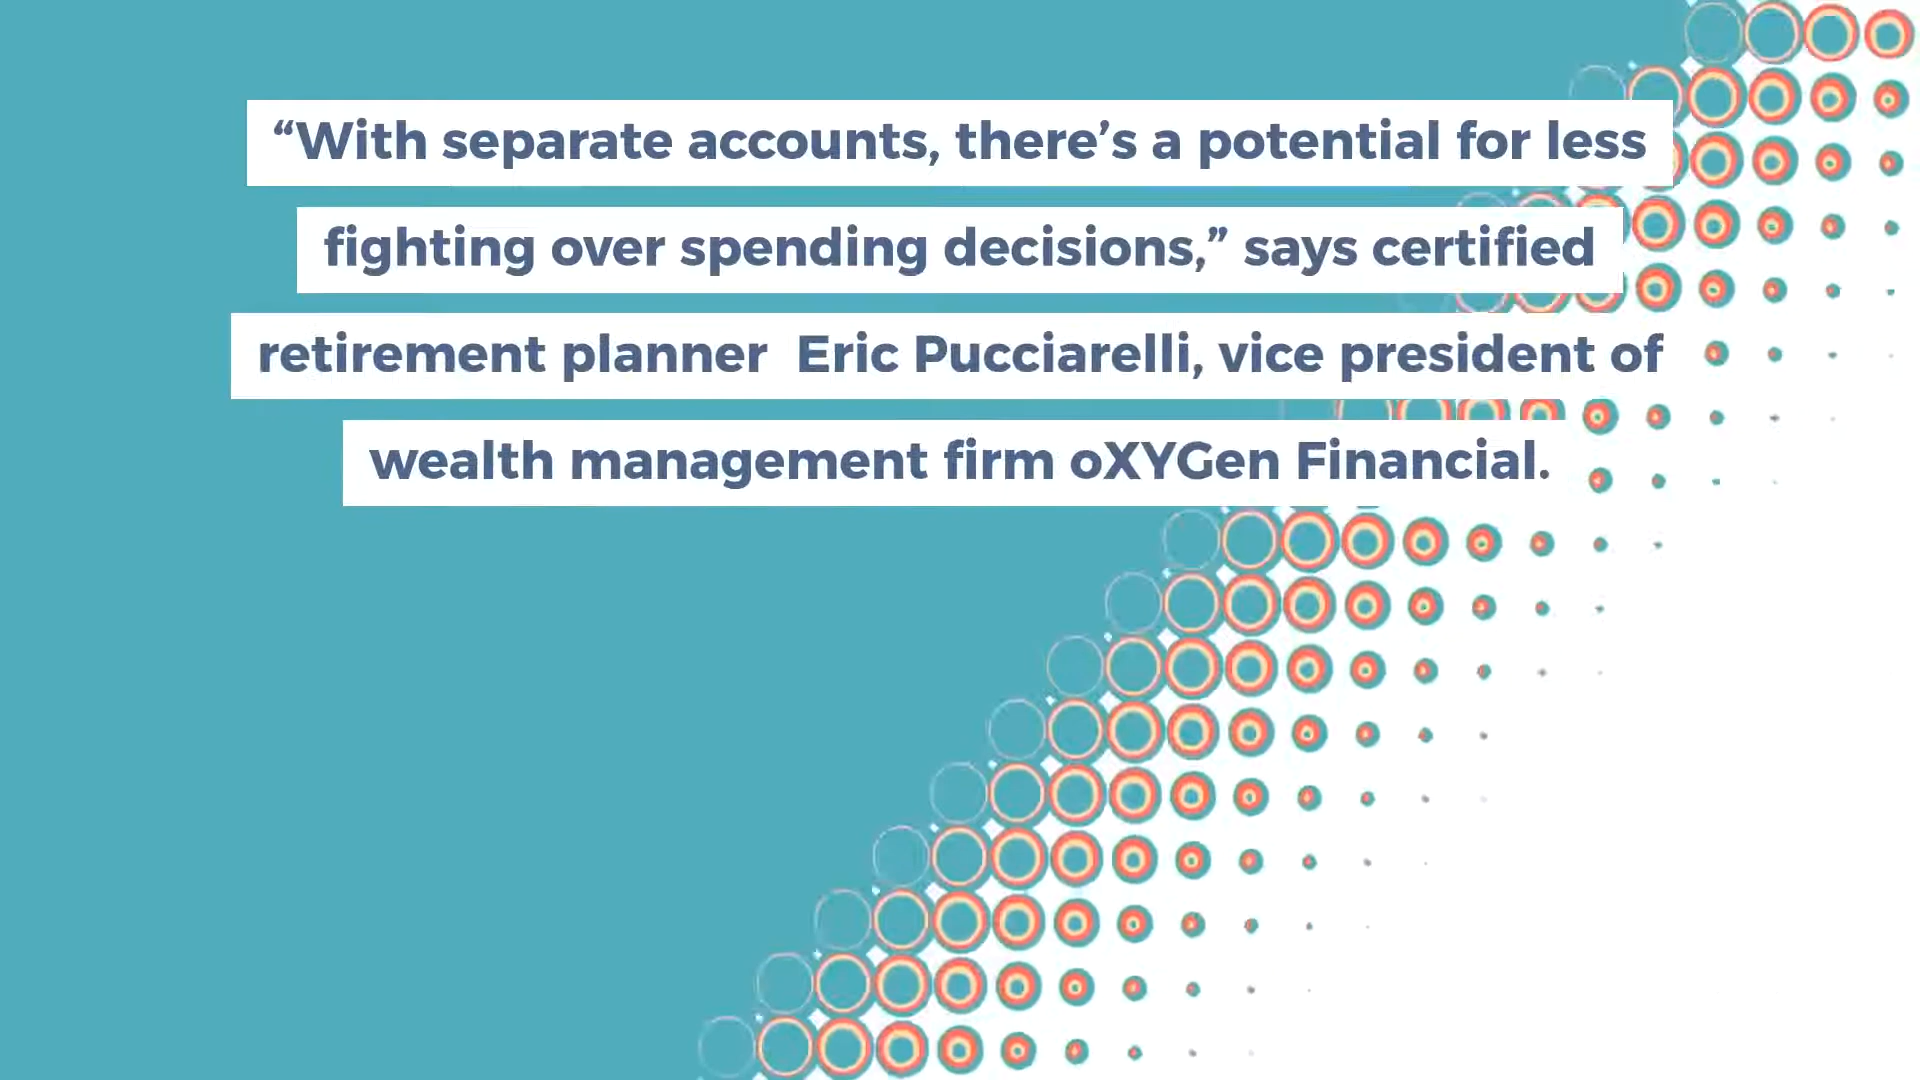 “With separate accounts, there’s a potential for less
fighting over spending decisions,” says certified
retirement planner  Eric Pucciarelli, vice president of
wealth management firm oXYGen Financial.